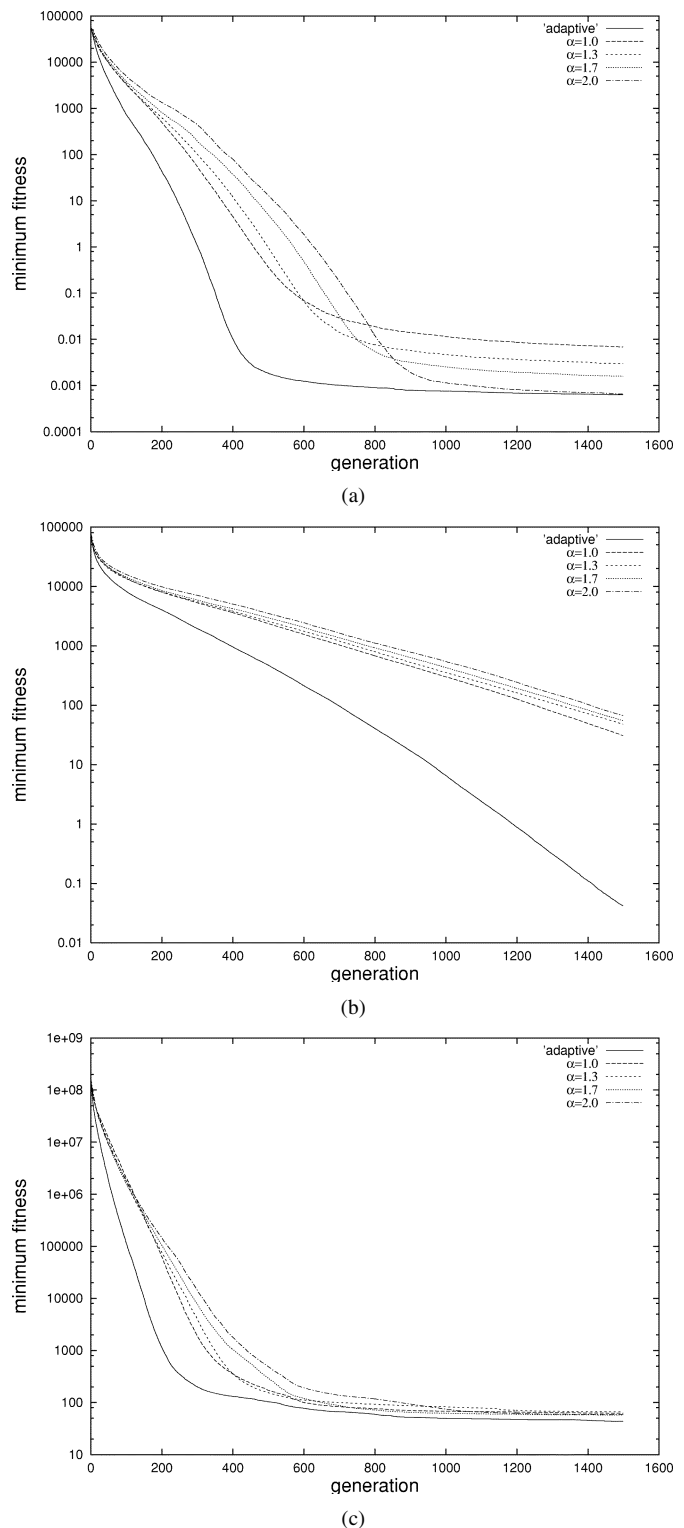 100000
10000
1000
100
10
1
0.1
0.01
0.001
0.0001
minimum fitness
'adaptive'
α=1.0
α=1.3
α=1.7
α=2.0
0 200 400 600 800 1000 1200 1400 1600
generation
(a)
100000
10000
1000
100
10
1
0.1
0.01
minimum fitness
'adaptive'
α=1.0
α=1.3
α=1.7
α=2.0
0 200 400 600 800 1000 1200 1400 1600
generation
(b)
1e+09
1e+08
1e+07
1e+06
100000
10000
1000
100
10
minimum fitness
'adaptive'
α=1.0
α=1.3
α=1.7
α=2.0
0 200 400 600 800 1000 1200 1400 1600
generation
(c)